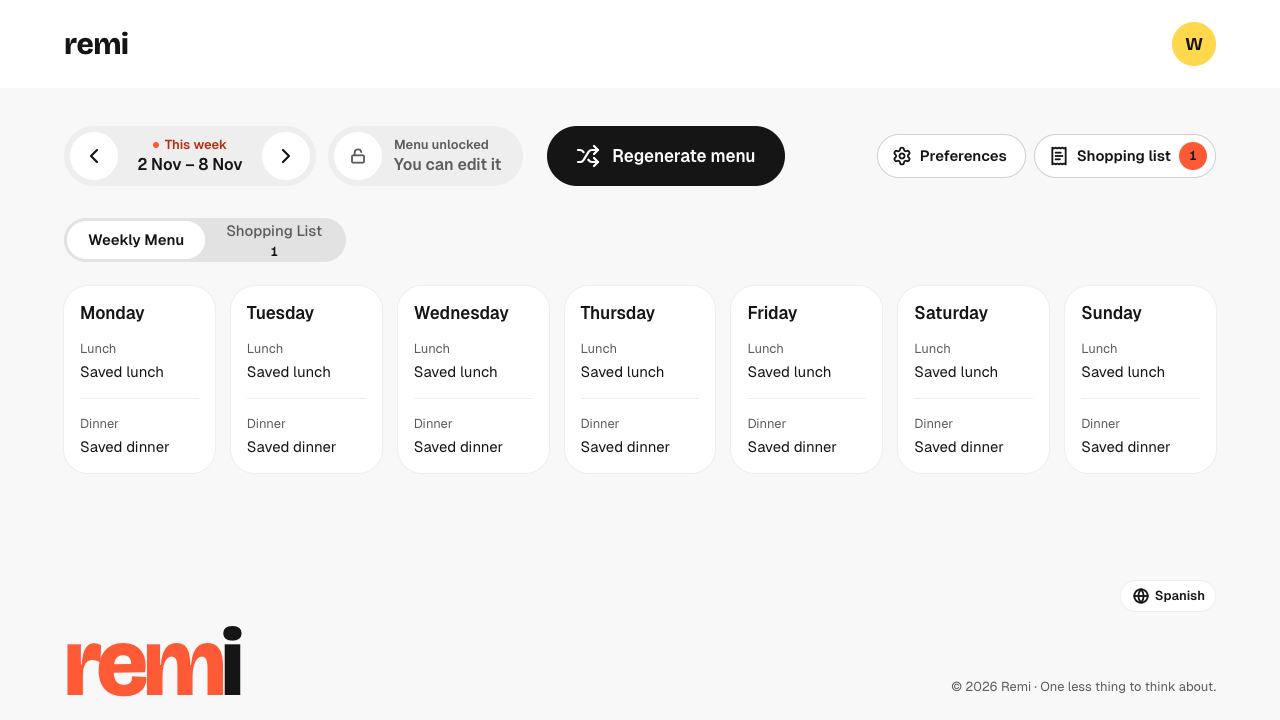 remi
W
This week
2 Nov – 8 Nov
Menu unlocked
You can edit it
Regenerate menu
Preferences
Shopping list 1
Weekly Menu
Shopping List
1
Monday
Lunch
Saved lunch
Dinner
Saved dinner
Tuesday
Lunch
Saved lunch
Dinner
Saved dinner
Wednesday
Lunch
Saved lunch
Dinner
Saved dinner
Thursday
Lunch
Saved lunch
Dinner
Saved dinner
Friday
Lunch
Saved lunch
Dinner
Saved dinner
Saturday
Lunch
Saved lunch
Dinner
Saved dinner
Sunday
Lunch
Saved lunch
Dinner
Saved dinner
Spanish
remi
© 2026 Remi · One less thing to think about.